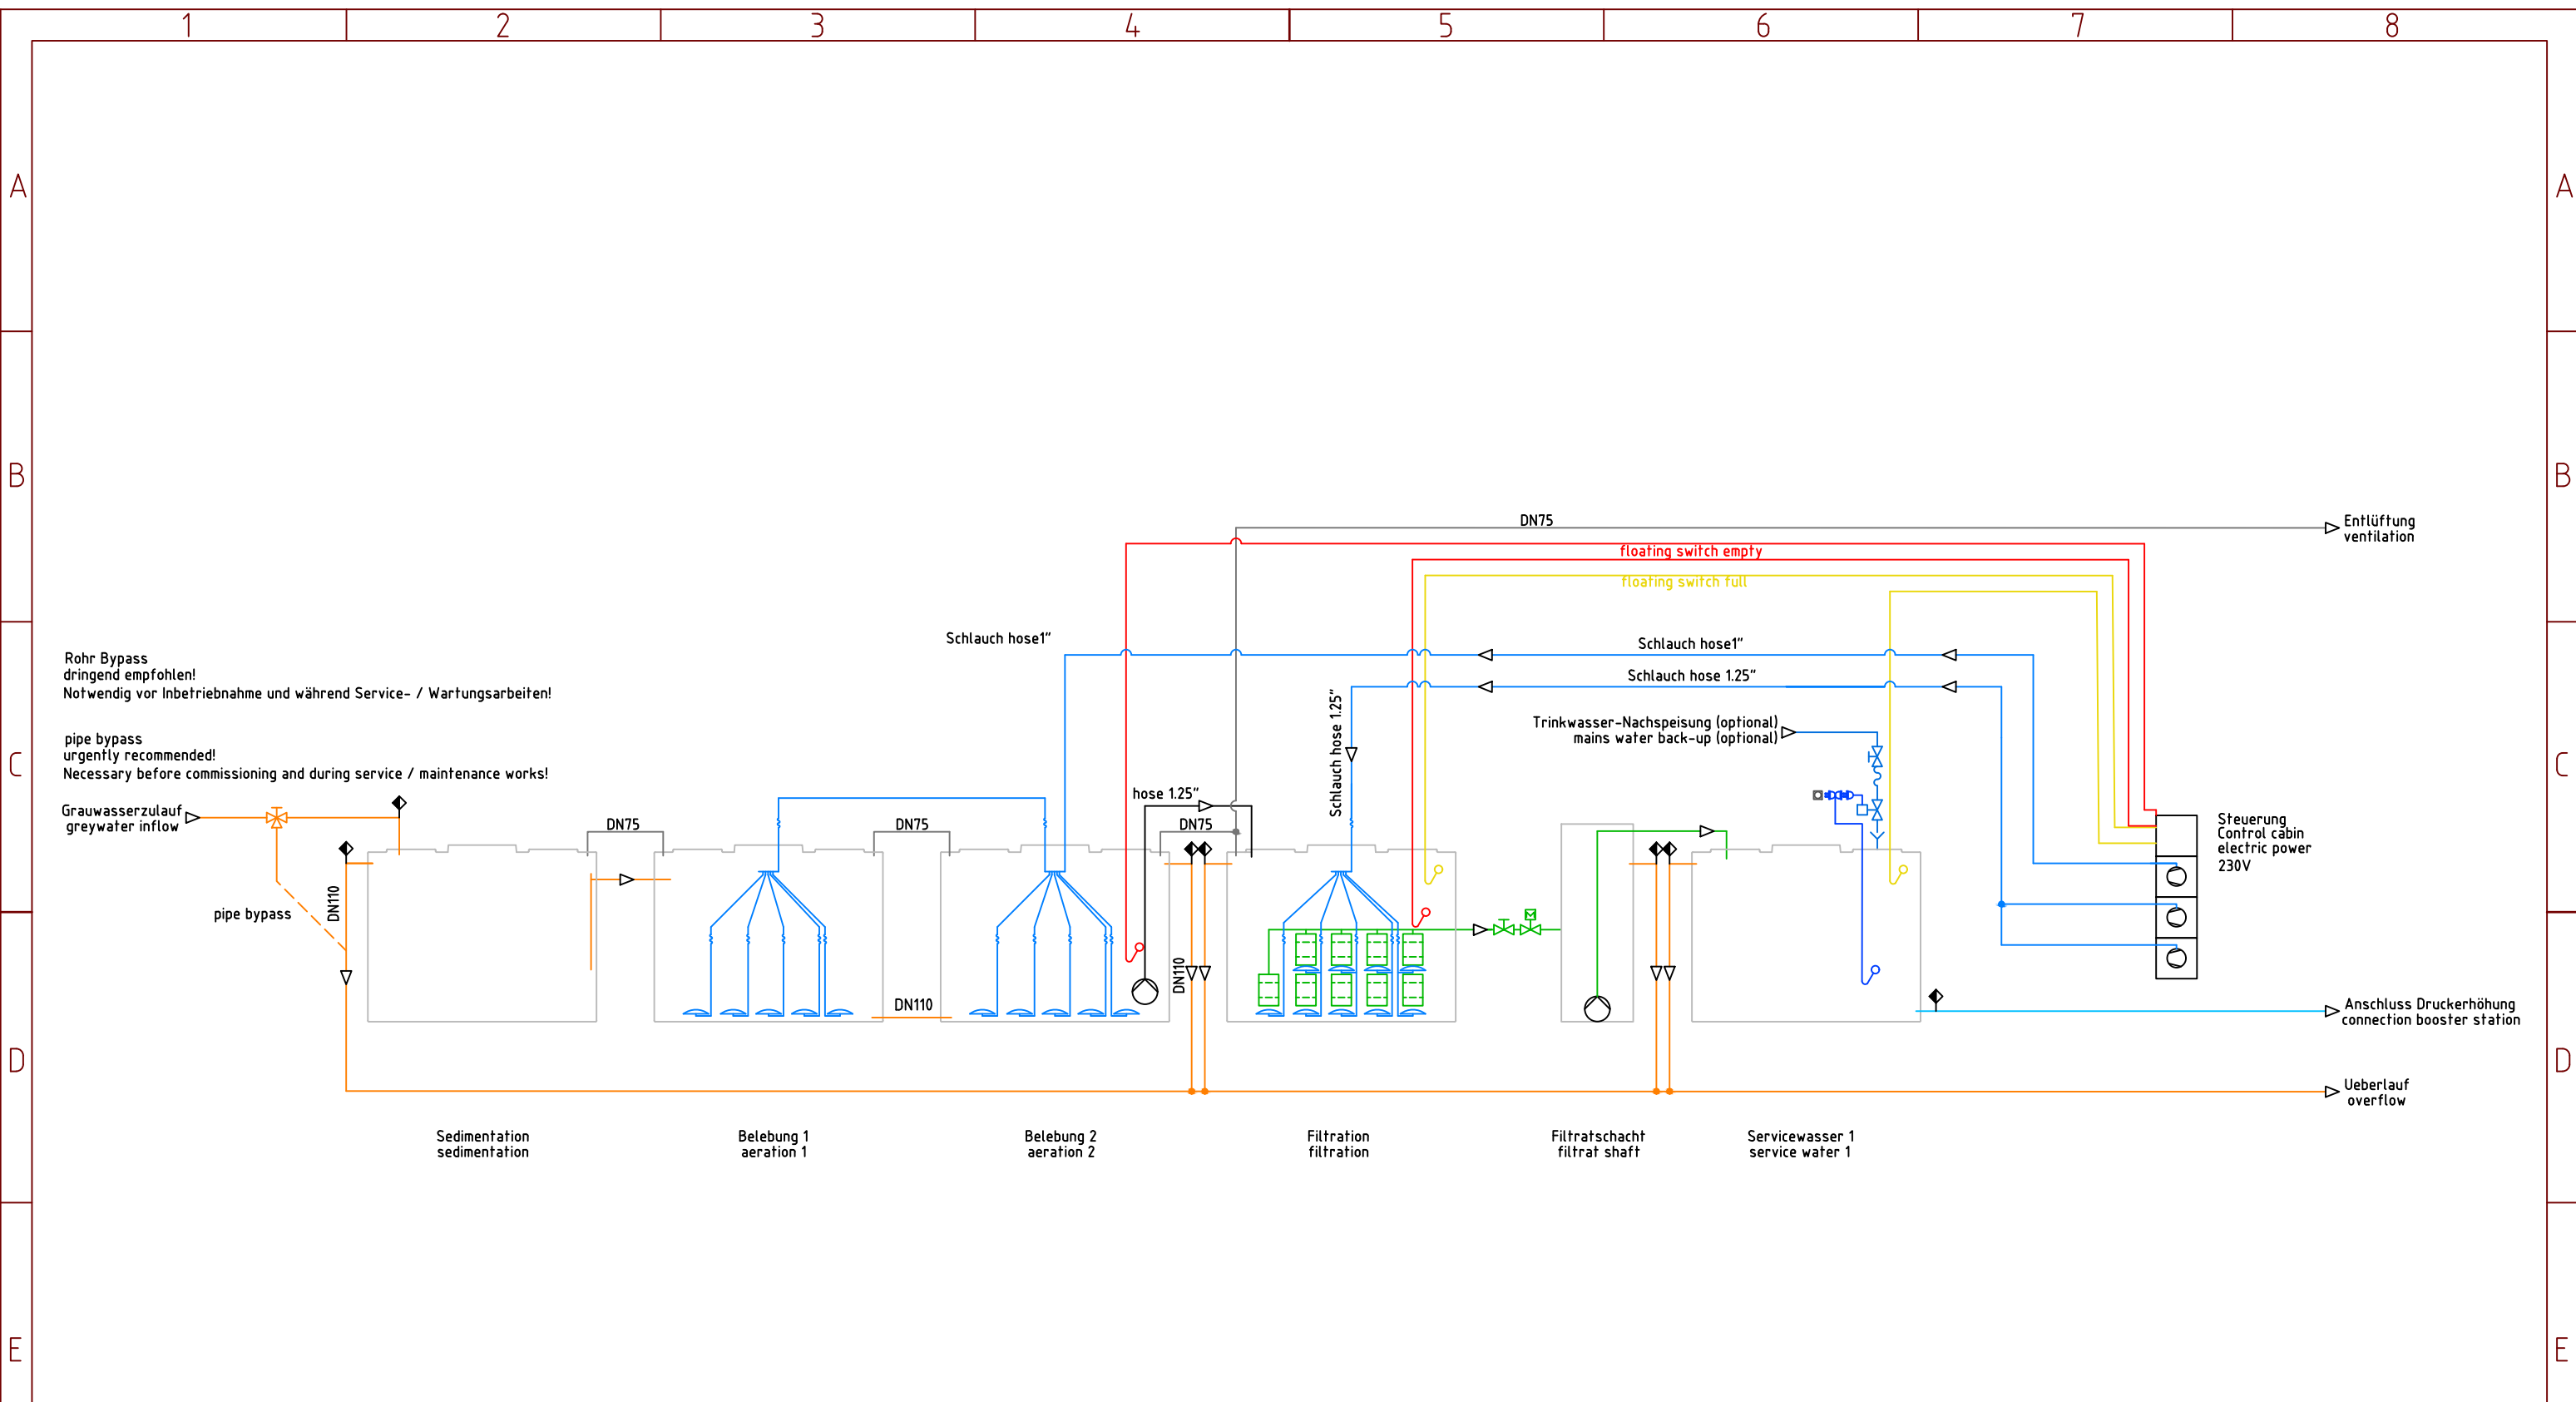 1 2 3 4 5 6 7 8
A A
B B
DN75
Entlüftung
ventilation
floating switch empty
floating switch full
Schlauch hose1"
Schlauch hose1"
Schlauch hose 1.25"
Schlauch hose 1.25"
Rohr Bypass
dringend empfohlen!
Notwendig vor Inbetriebnahme und während Service- / Wartungsarbeiten!
pipe bypass
urgently recommended!
Necessary before commissioning and during service / maintenance works!
C C
Trinkwasser-Nachspeisung (optional)
mains water back-up (optional)
Grauwasserzulauf
greywater inflow
hose 1.25"
DN75
DN75
DN75
Steuerung
Control cabin
electric power
230V
DN110
pipe bypass
M
DN110
DN110
Anschluss Druckerhöhung
connection booster station
D D
Ueberlauf
overflow
Sedimentation
sedimentation
Belebung 1
aeration 1
Belebung 2
aeration 2
Filtration
filtration
Filtratschacht
filtrat shaft
Servicewasser 1
service water 1
E E